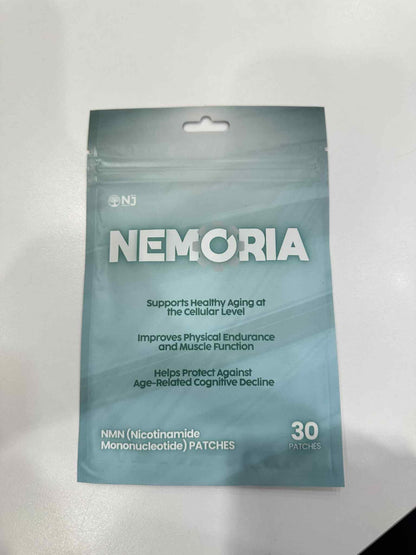 NJ
NEMORIA
Supports Healthy Aging at
the Cellular Level
Improves Physical Endurance
and Muscle Function
Helps Protect Against
Age-Related Cognitive Decline
NMN (Nicotinamide
Mononucleotide) PATCHES
30
PATCHES